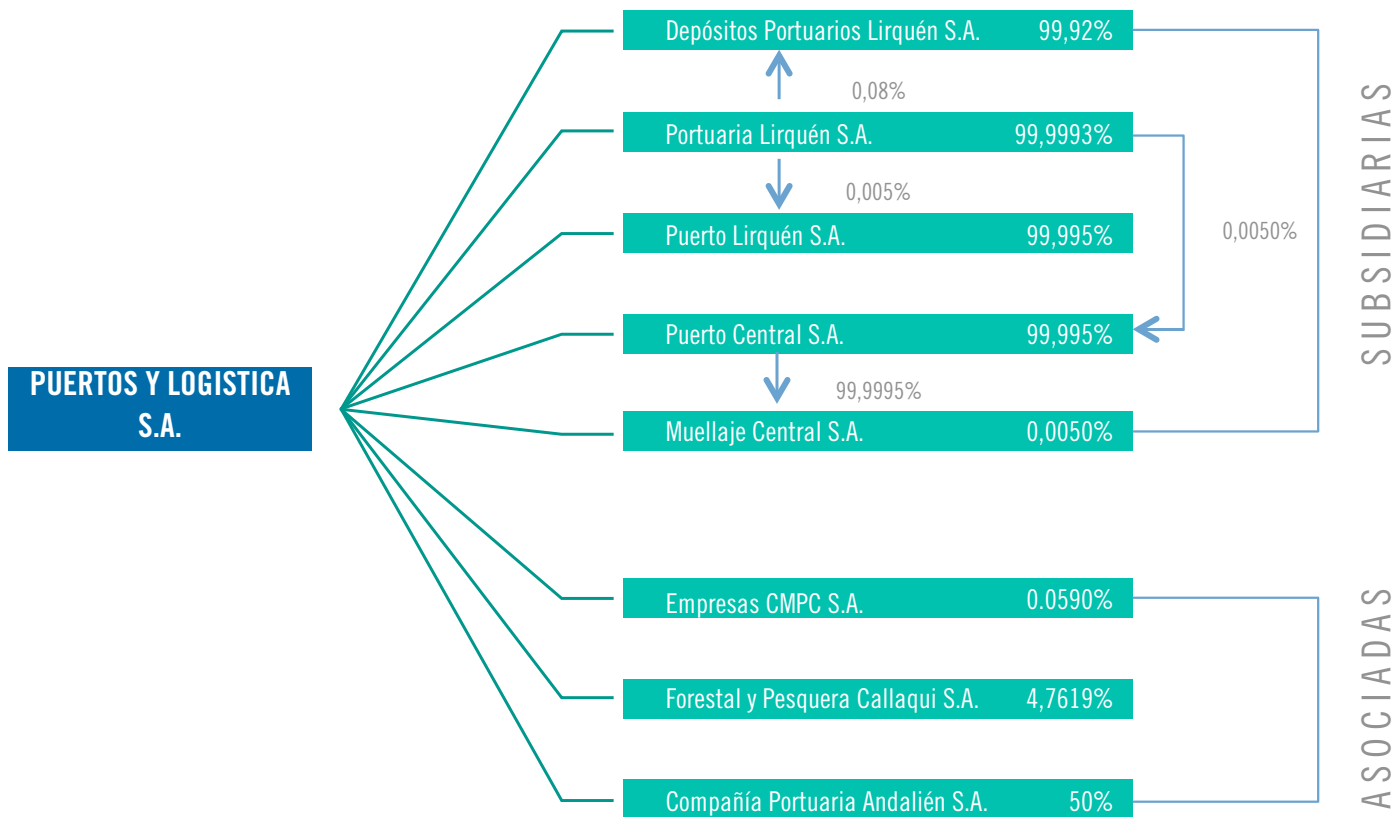 Depósitos Portuarios Lirquén S.A. 99,92%
0,08%
Portuaria Lirquén S.A. 99,9993%
0,005%
Puerto Lirquén S.A. 99,995%
0,0050%
Puerto Central S.A. 99,995%
99,9995%
Muellaje Central S.A. 0,0050%
SUBSIDIARIAS
PUERTOS Y LOGISTICA
S.A.
Empresas CMPC S.A. 0.0590%
Forestal y Pesquera Callaqui S.A. 4,7619%
Compañía Portuaria Andalién S.A. 50%
ASOCIADAS